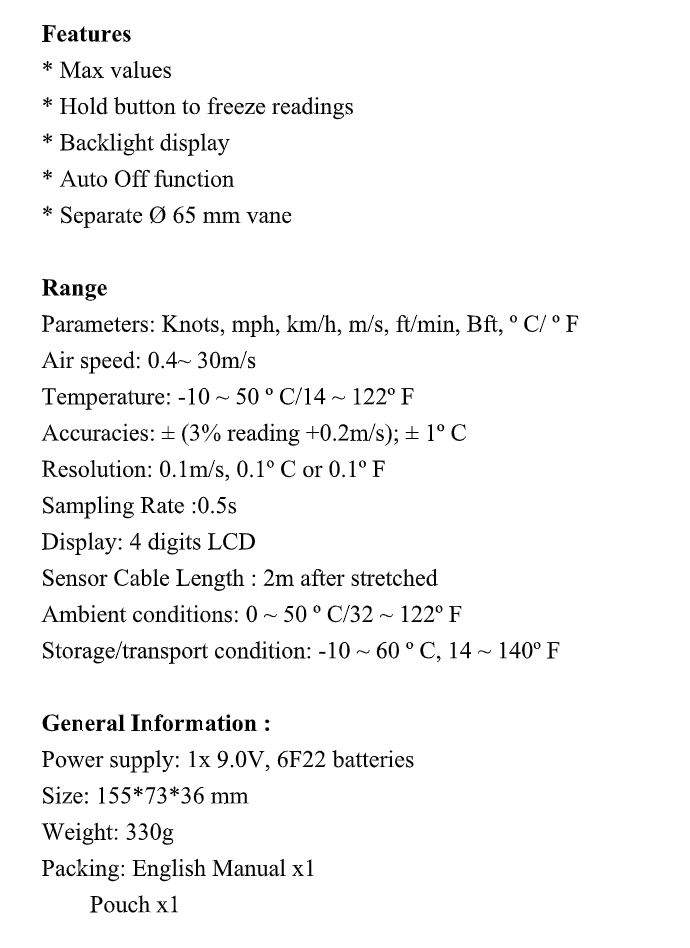 Features
* Max values
* Hold button to freeze readings
* Backlight display
* Auto Off function
* Separate Ø 65 mm vane
Range
Parameters: Knots, mph, km/h, m/s, ft/min, Bft, º C/ º F
Air speed: 0.4~ 30m/s
Temperature: -10 ~ 50 º C/14 ~ 122º F
Accuracies: ± (3% reading +0.2m/s); ± 1º C
Resolution: 0.1m/s, 0.1º C or 0.1º F
Sampling Rate :0.5s
Display: 4 digits LCD
Sensor Cable Length : 2m after stretched
Ambient conditions: 0 ~ 50 º C/32 ~ 122º F
Storage/transport condition: -10 ~ 60 º C, 14 ~ 140º F
General Information :
Power supply: 1x 9.0V, 6F22 batteries
Size: 155*73*36 mm
Weight: 330g
Packing: English Manual x1
Pouch x1